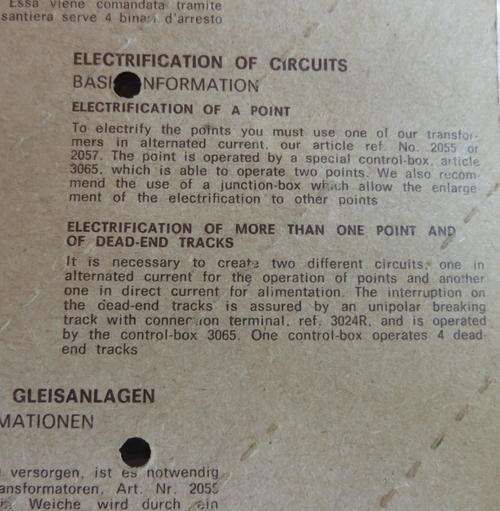 Essa viene comandata tramite
santiera serve 4 binari d'arresto
ELECTRIFICATION OF CIRCUITS
BASIC INFORMATION
ELECTRIFICATION OF A POINT
To electrify the points you must use one of our transfor-
mers in alternated current, our article ref. No. 2055 or
2057. The point is operated by a special control-box, article
3065, which is able to operate two points. We also recom-
mend the use of a junction-box which allow the enlarge
ment of the electrification to other points
ELECTRIFICATION OF MORE THAN ONE POINT AND
OF DEAD-END TRACKS
It is necessary to create two different circuits, one in
alternated current for the operation of points and another
one in direct current for alimentation. The interruption on
the dead-end tracks is assured by an unipolar breaking
track with connection terminal, ref. 3024R, and is operated
by the control-box 3065. One control-box operates 4 dead-
end tracks
GLEISANLAGEN
MATIONEN
versorgen, ist es notwendig
ansformatoren, Art. Nr. 2055
Weiche wird durch ein